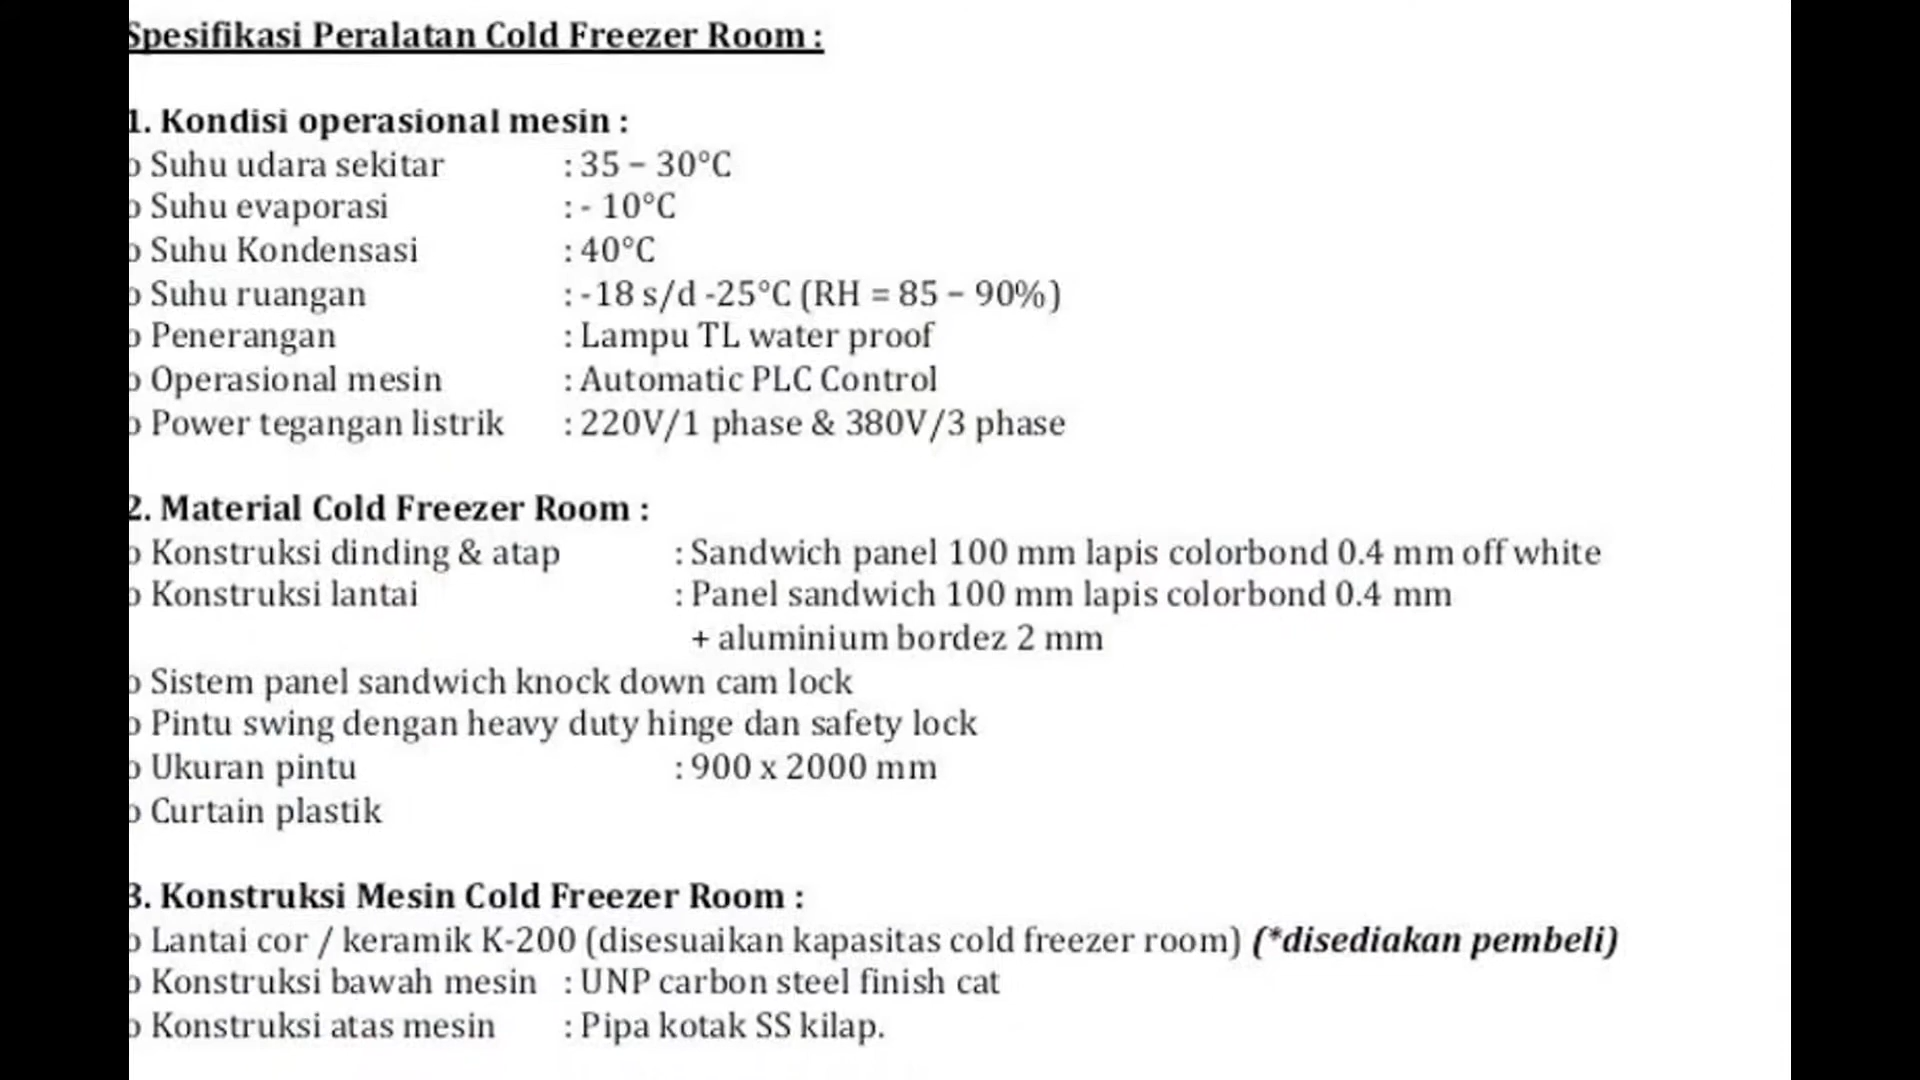 Spesifikasi Peralatan Cold Freezer Room :
1. Kondisi operasional mesin :
o Suhu udara sekitar : 35 – 30°C
o Suhu evaporasi : - 10°C
o Suhu Kondensasi : 40°C
o Suhu ruangan : -18 s/d -25°C (RH = 85 – 90%)
o Penerangan : Lampu TL water proof
o Operasional mesin : Automatic PLC Control
o Power tegangan listrik : 220V/1 phase & 380V/3 phase
2. Material Cold Freezer Room :
o Konstruksi dinding & atap : Sandwich panel 100 mm lapis colorbond 0.4 mm off white
o Konstruksi lantai : Panel sandwich 100 mm lapis colorbond 0.4 mm
+ aluminium bordez 2 mm
o Sistem panel sandwich knock down cam lock
o Pintu swing dengan heavy duty hinge dan safety lock
o Ukuran pintu : 900 x 2000 mm
o Curtain plastik
3. Konstruksi Mesin Cold Freezer Room :
o Lantai cor / keramik K-200 (disesuaikan kapasitas cold freezer room) (*disediakan pembeli)
o Konstruksi bawah mesin : UNP carbon steel finish cat
o Konstruksi atas mesin : Pipa kotak SS kilap.